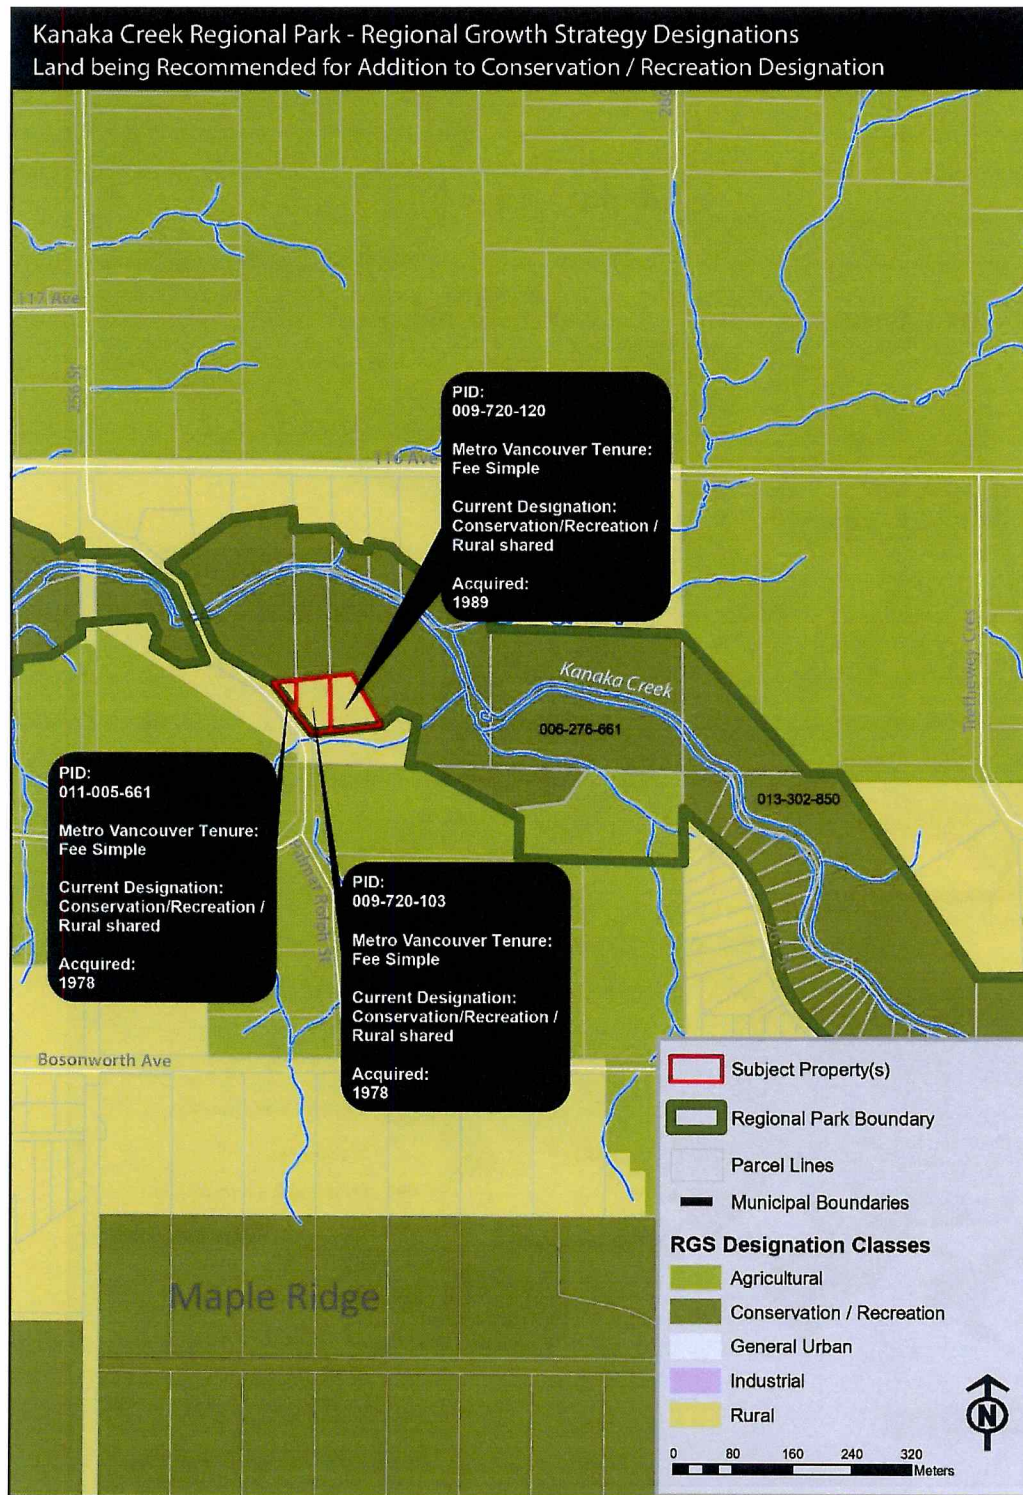 Kanaka Creek Regional Park - Regional Growth Strategy Designations
Land being Recommended for Addition to Conservation / Recreation Designation
117 Ave
256 St
116 Ave
PID:
009-720-120
Metro Vancouver Tenure:
Fee Simple
Current Designation:
Conservation/Recreation /
Rural shared
Acquired:
1989
Kanaka Creek
006-276-661
013-302-850
Trethewey Cres
PID:
011-005-661
Metro Vancouver Tenure:
Fee Simple
Current Designation:
Conservation/Recreation /
Rural shared
Acquired:
1978
PID:
009-720-103
Metro Vancouver Tenure:
Fee Simple
Current Designation:
Conservation/Recreation /
Rural shared
Acquired:
1978
Bosonworth Ave
Maple Ridge
Subject Property(s)
Regional Park Boundary
Parcel Lines
Municipal Boundaries
RGS Designation Classes
Agricultural
Conservation / Recreation
General Urban
Industrial
Rural
N
0 80 160 240 320
Meters